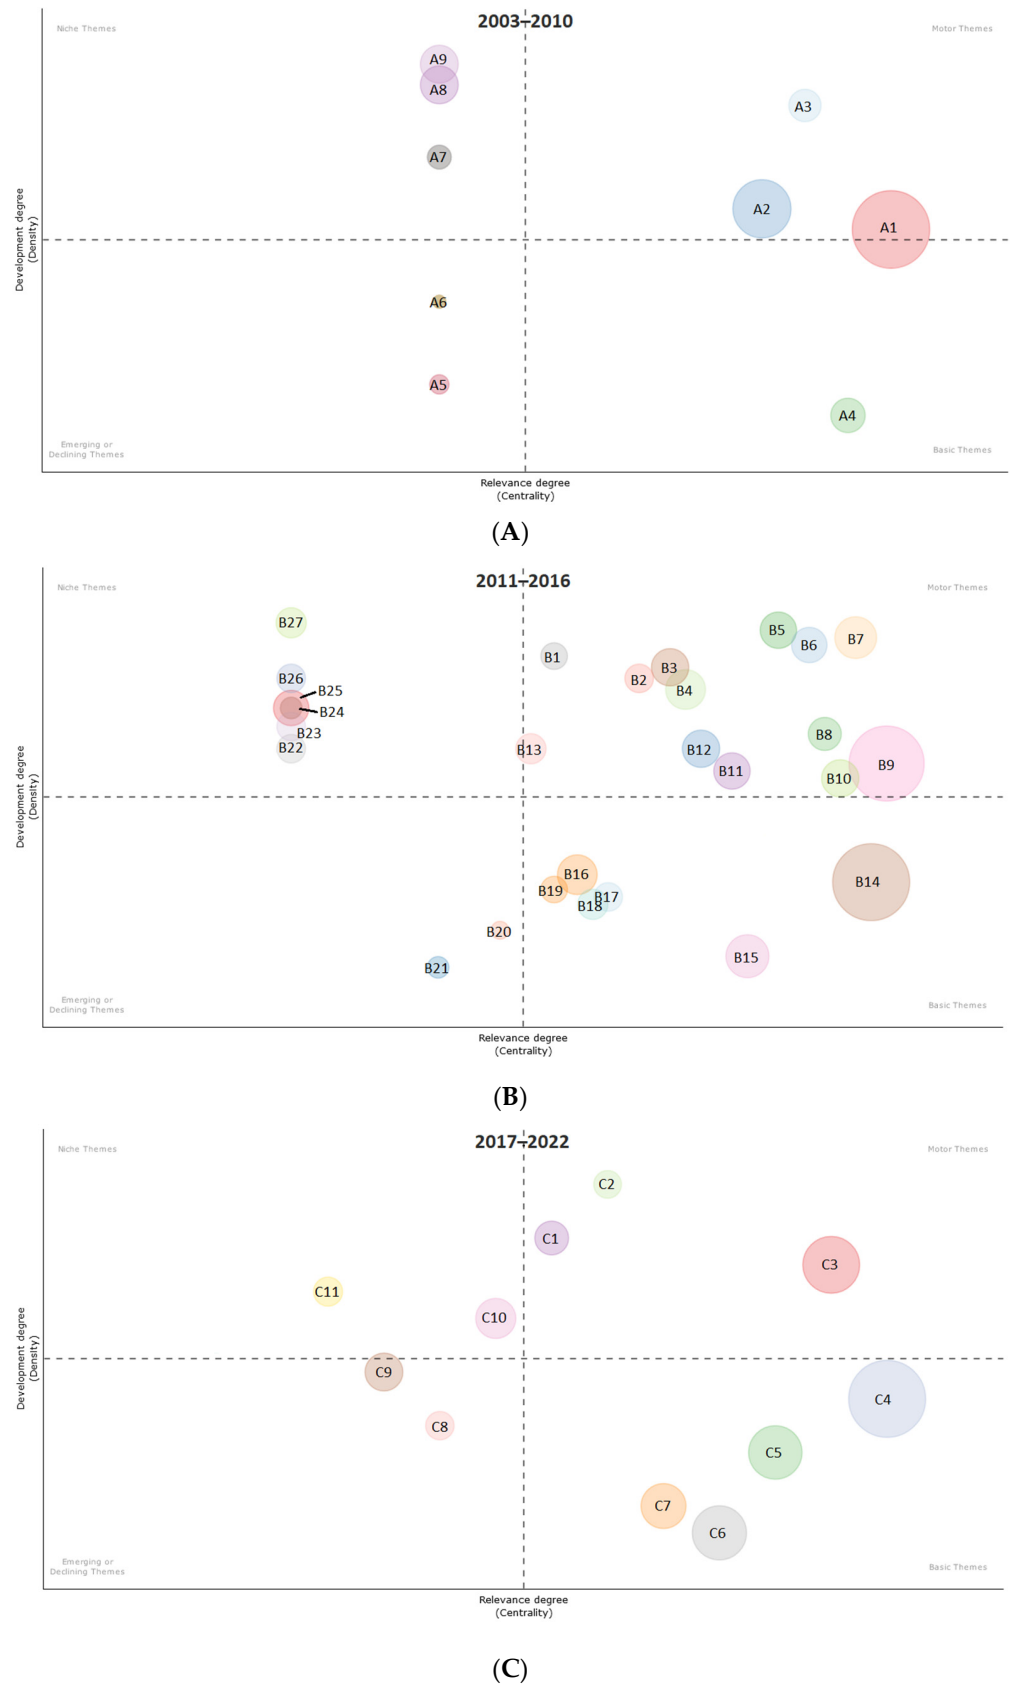 2003–2010
Niche Themes
Motor Themes
A9
A8
A3
A7
A2
A1
Development degree
(Density)
A6
A5
A4
Emerging or
Declining Themes
Basic Themes
Relevance degree
(Centrality)
(A)
2011–2016
Niche Themes
Motor Themes
B27
B5
B6
B7
B1
B3
B26
B2
B4
B25
B24
B23
B22
B13
B12
B8
B11
B9
B10
Development degree
(Density)
B16
B14
B19
B17
B18
B20
B15
B21
Emerging or
Declining Themes
Basic Themes
Relevance degree
(Centrality)
(B)
2017–2022
Niche Themes
Motor Themes
C2
C1
C3
C11
C10
Development degree
(Density)
C9
C4
C8
C5
C7
C6
Emerging or
Declining Themes
Basic Themes
Relevance degree
(Centrality)
(C)